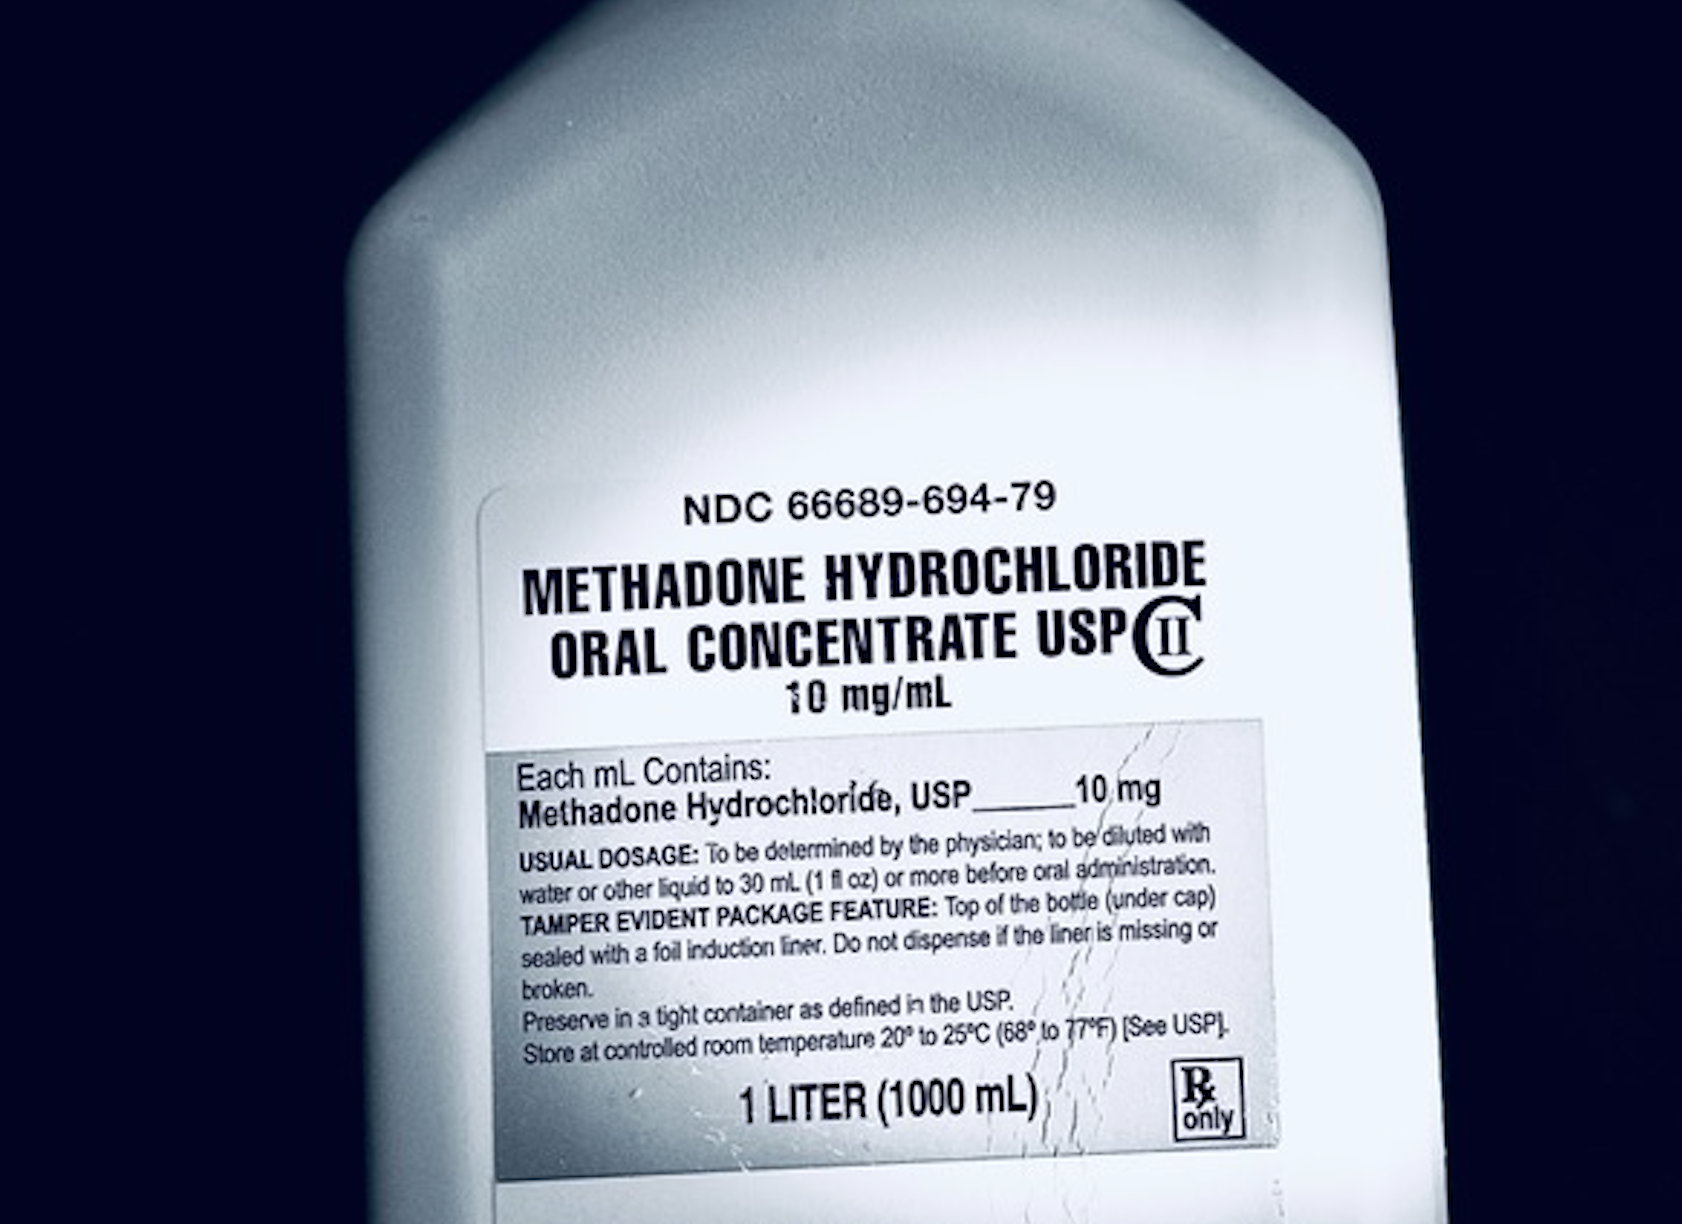 NDC 66689-694-79
METHADONE HYDROCHLORIDE
ORAL CONCENTRATE USP CII
10 mg/mL
Each mL Contains:
Methadone Hydrochloride, USP______10 mg
USUAL DOSAGE: To be determined by the physician; to be diluted with
water or other liquid to 30 mL (1 fl oz) or more before oral administration.
TAMPER EVIDENT PACKAGE FEATURE: Top of the bottle (under cap)
sealed with a foil induction liner. Do not dispense if the liner is missing or
broken.
Preserve in a tight container as defined in the USP.
Store at controlled room temperature 20º to 25ºC (68º to 77ºF) [See USP].
1 LITER (1000 mL)
Rx
only